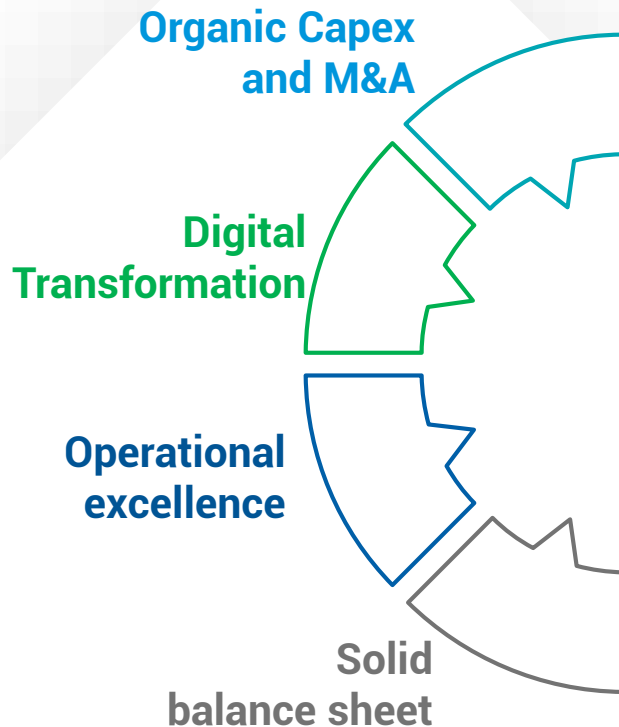 Organic Capex
and M&A
Digital
Transformation
Operational
excellence
Solid
balance sheet